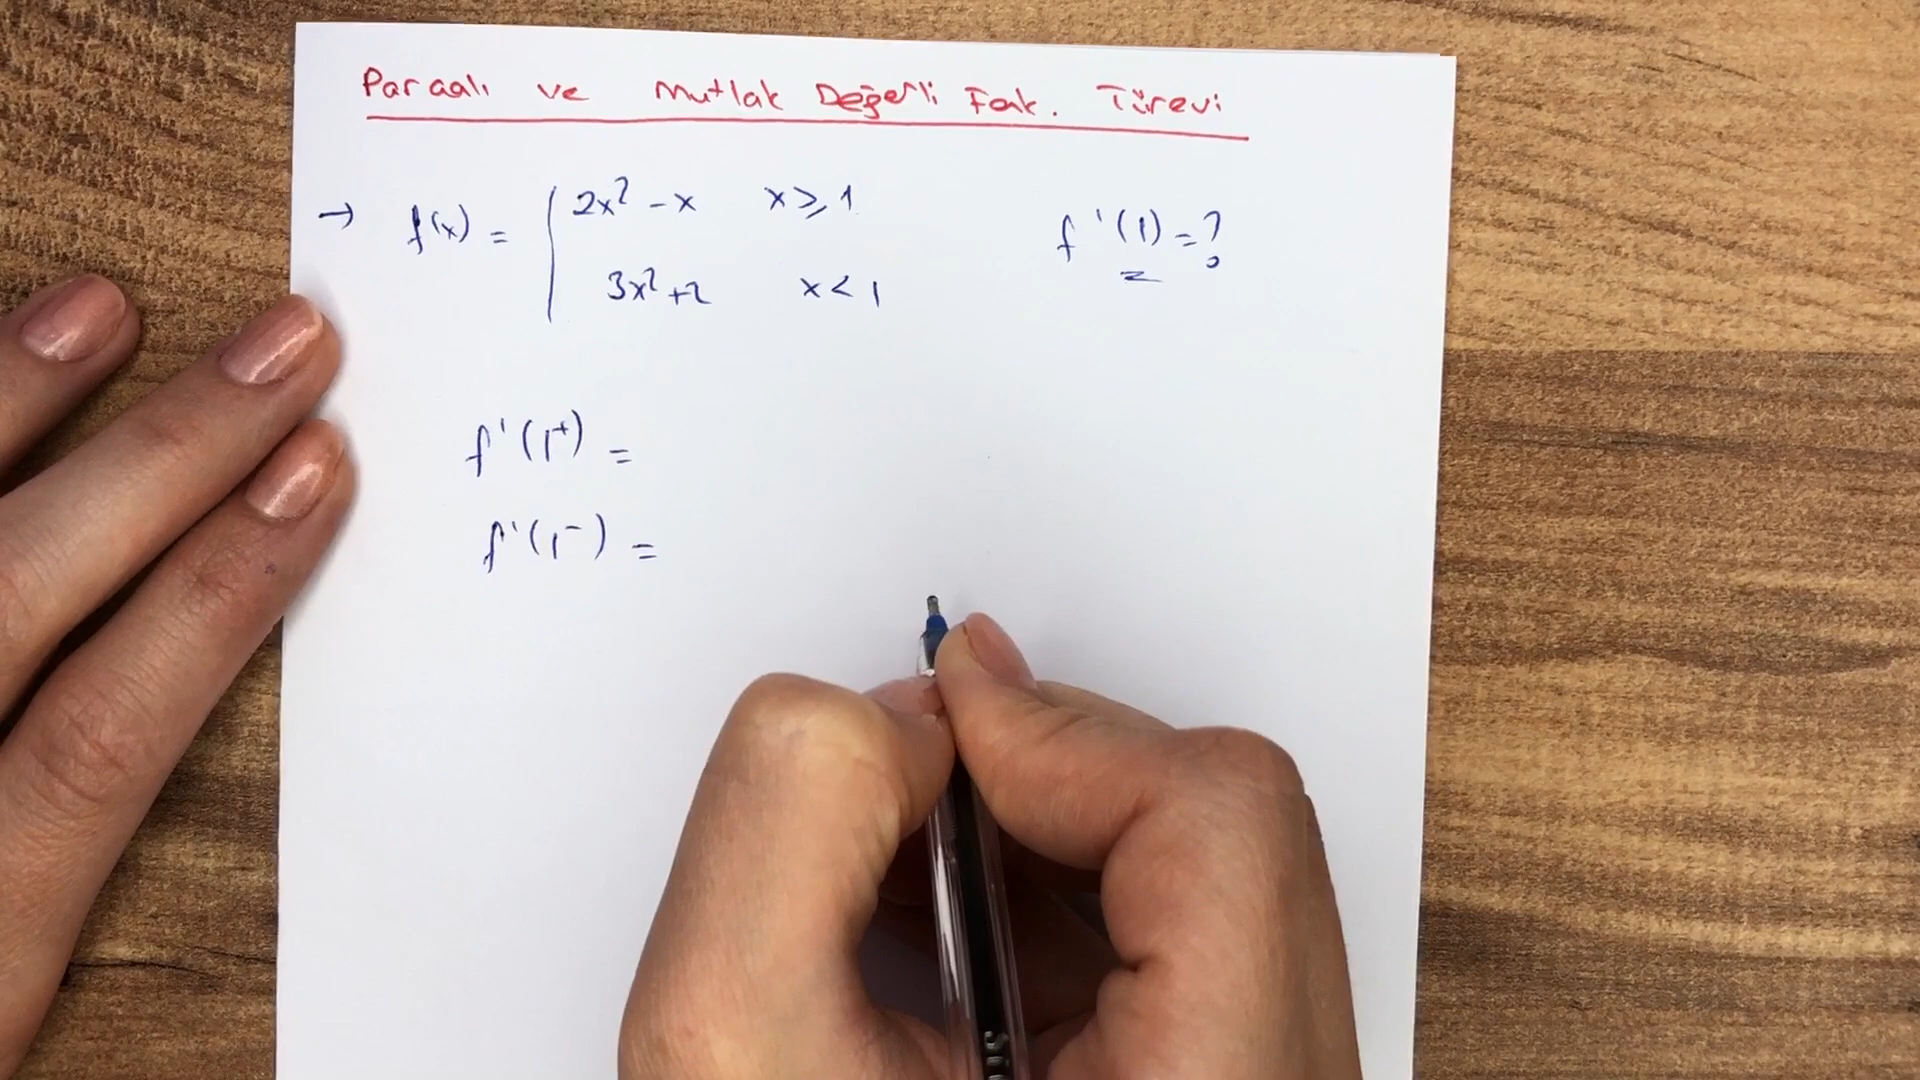 Parçalı ve Mutlak Değerli Fonk. Türevi
→ f(x) = { 2x² - x x ≥ 1
3x² + 2 x < 1
f'(1) = ?
f'(1⁺) =
f'(1⁻) =